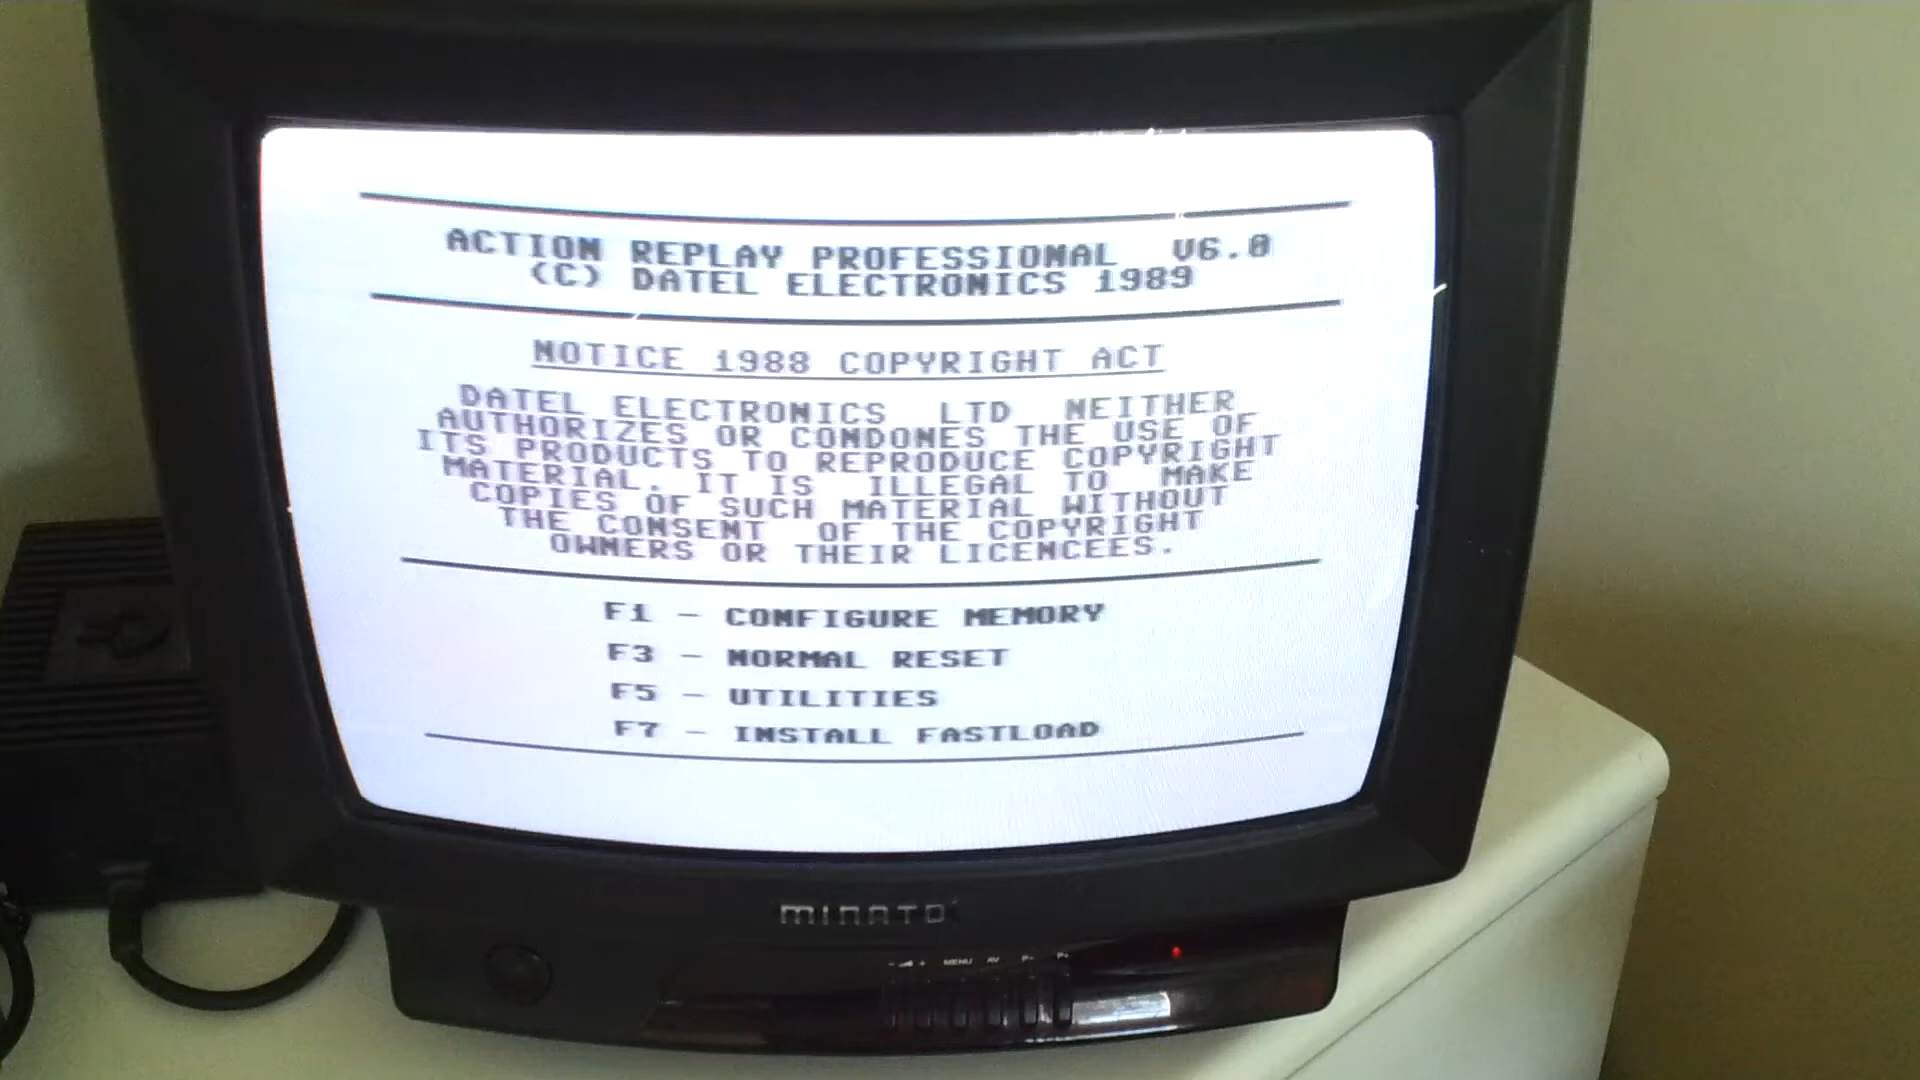 ACTION REPLAY PROFESSIONAL V6.0
(C) DATEL ELECTRONICS 1989
NOTICE 1988 COPYRIGHT ACT
DATEL ELECTRONICS LTD NEITHER
AUTHORIZES OR CONDONES THE USE OF
ITS PRODUCTS TO REPRODUCE COPYRIGHT
MATERIAL. IT IS ILLEGAL TO MAKE
COPIES OF SUCH MATERIAL WITHOUT
THE CONSENT OF THE COPYRIGHT
OWNERS OR THEIR LICENCEES.
F1 - CONFIGURE MEMORY
F3 - NORMAL RESET
F5 - UTILITIES
F7 - INSTALL FASTLOAD
MINATO
- + MENU AV